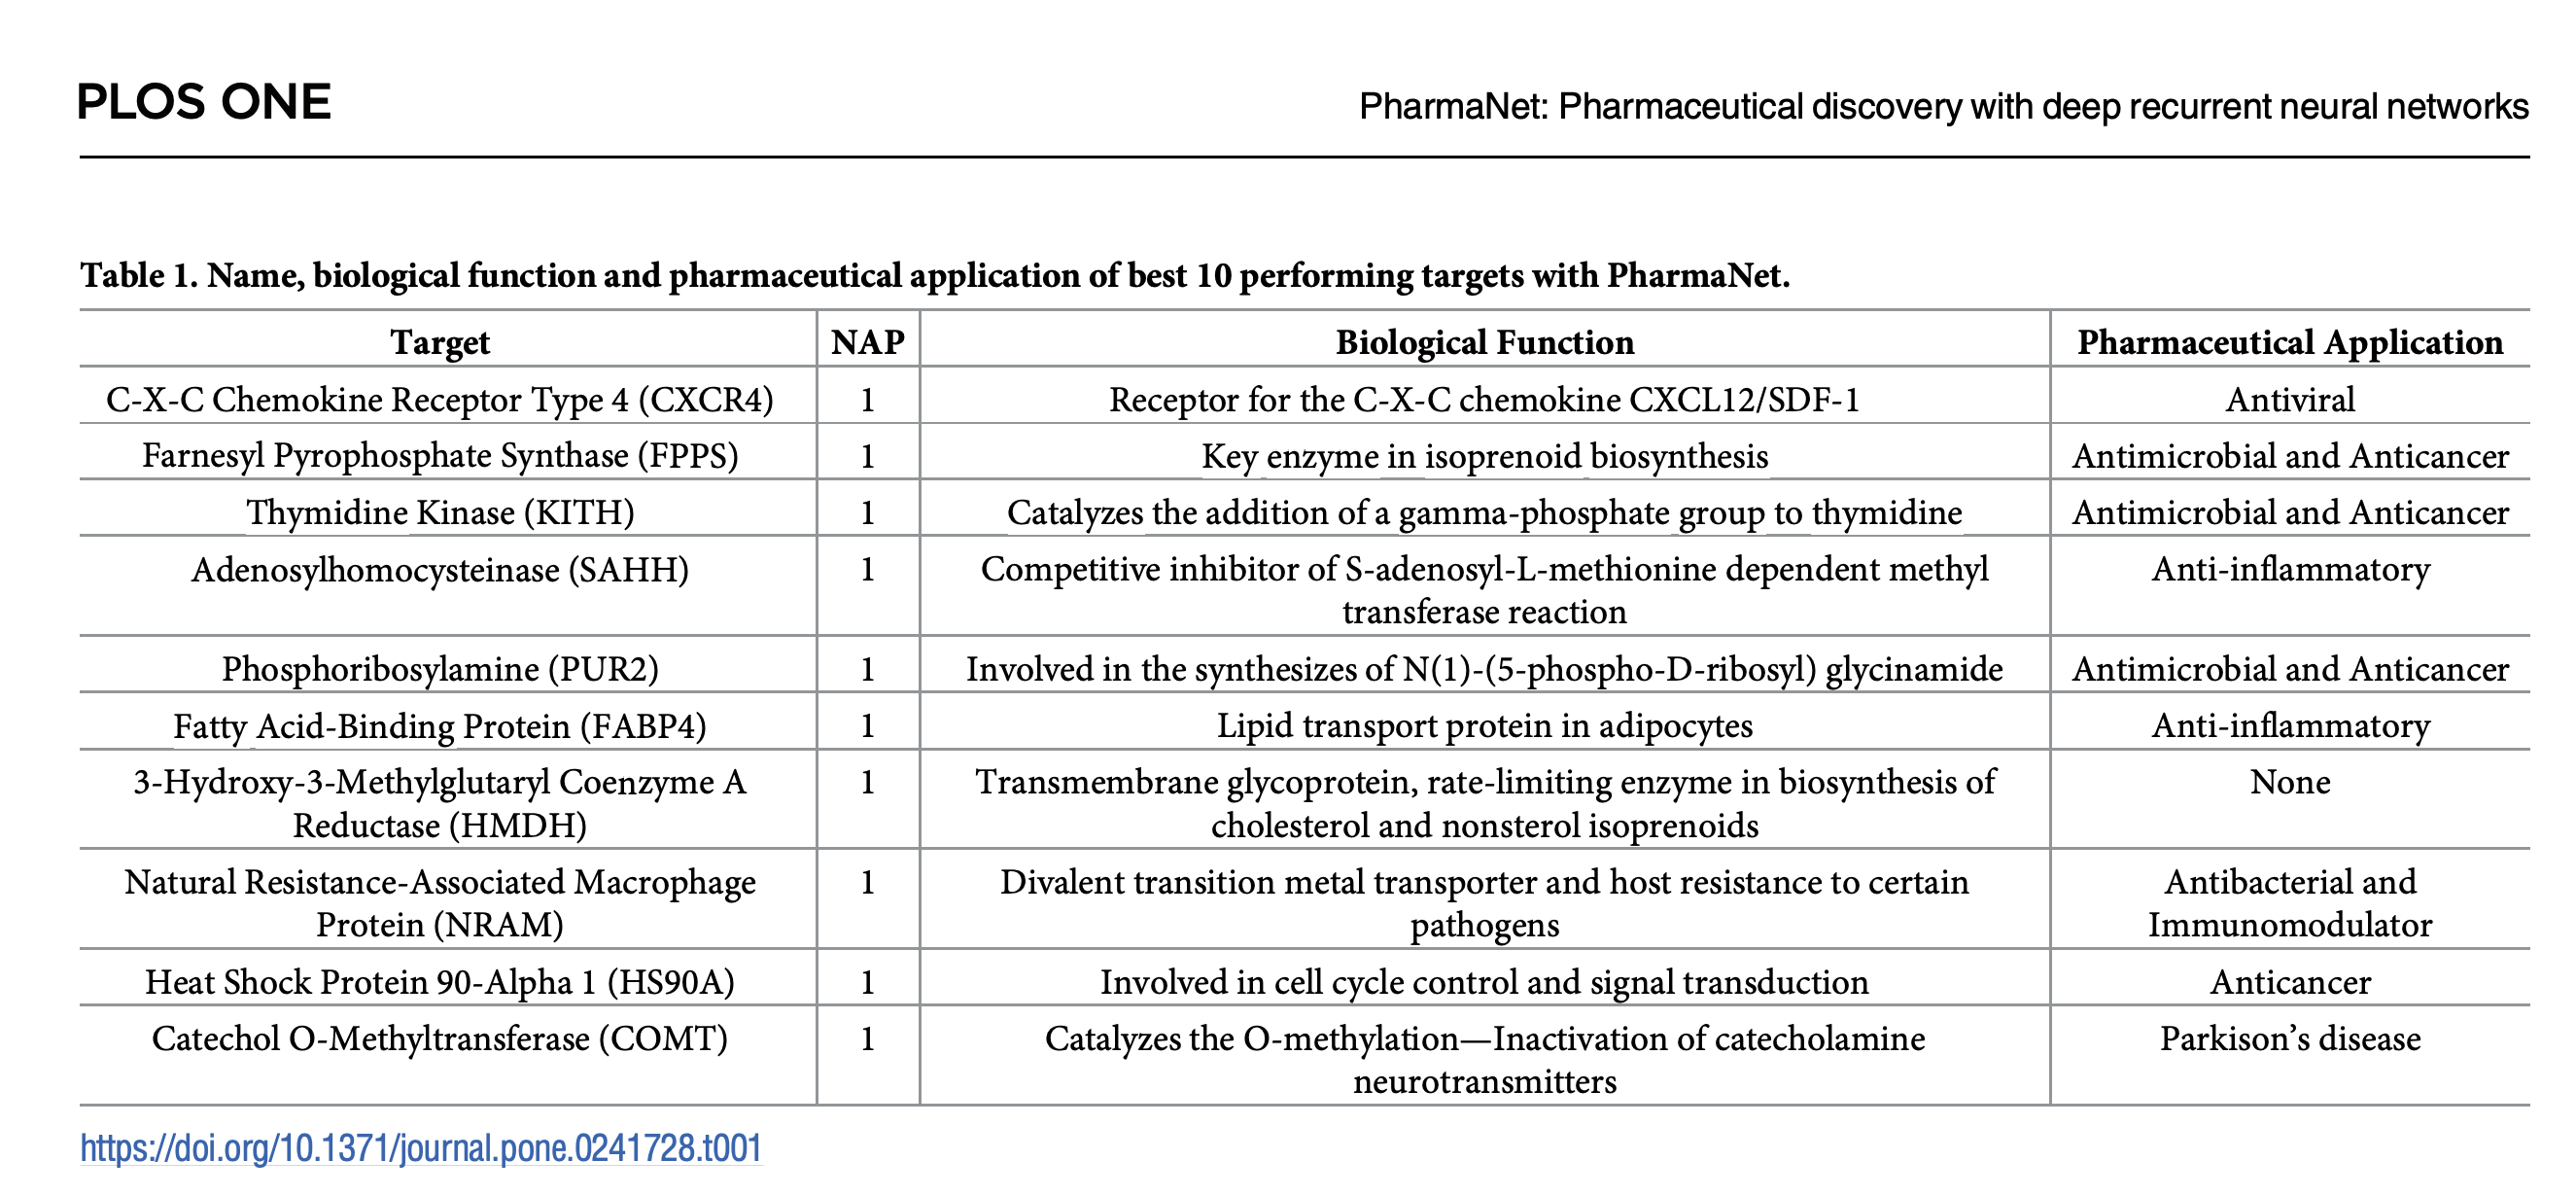 PLOS ONE
PharmaNet: Pharmaceutical discovery with deep recurrent neural networks
Table 1. Name, biological function and pharmaceutical application of best 10 performing targets with PharmaNet.
Target NAP Biological Function Pharmaceutical Application
C-X-C Chemokine Receptor Type 4 (CXCR4) 1 Receptor for the C-X-C chemokine CXCL12/SDF-1 Antiviral
Farnesyl Pyrophosphate Synthase (FPPS) 1 Key enzyme in isoprenoid biosynthesis Antimicrobial and Anticancer
Thymidine Kinase (KITH) 1 Catalyzes the addition of a gamma-phosphate group to thymidine Antimicrobial and Anticancer
Adenosylhomocysteinase (SAHH) 1 Competitive inhibitor of S-adenosyl-L-methionine dependent methyl Anti-inflammatory
transferase reaction
Phosphoribosylamine (PUR2) 1 Involved in the synthesizes of N(1)-(5-phospho-D-ribosyl) glycinamide Antimicrobial and Anticancer
Fatty Acid-Binding Protein (FABP4) 1 Lipid transport protein in adipocytes Anti-inflammatory
3-Hydroxy-3-Methylglutaryl Coenzyme A 1 Transmembrane glycoprotein, rate-limiting enzyme in biosynthesis of None
Reductase (HMDH) cholesterol and nonsterol isoprenoids
Natural Resistance-Associated Macrophage 1 Divalent transition metal transporter and host resistance to certain Antibacterial and
Protein (NRAM) pathogens Immunomodulator
Heat Shock Protein 90-Alpha 1 (HS90A) 1 Involved in cell cycle control and signal transduction Anticancer
Catechol O-Methyltransferase (COMT) 1 Catalyzes the O-methylation—Inactivation of catecholamine Parkison's disease
neurotransmitters
https://doi.org/10.1371/journal.pone.0241728.t001